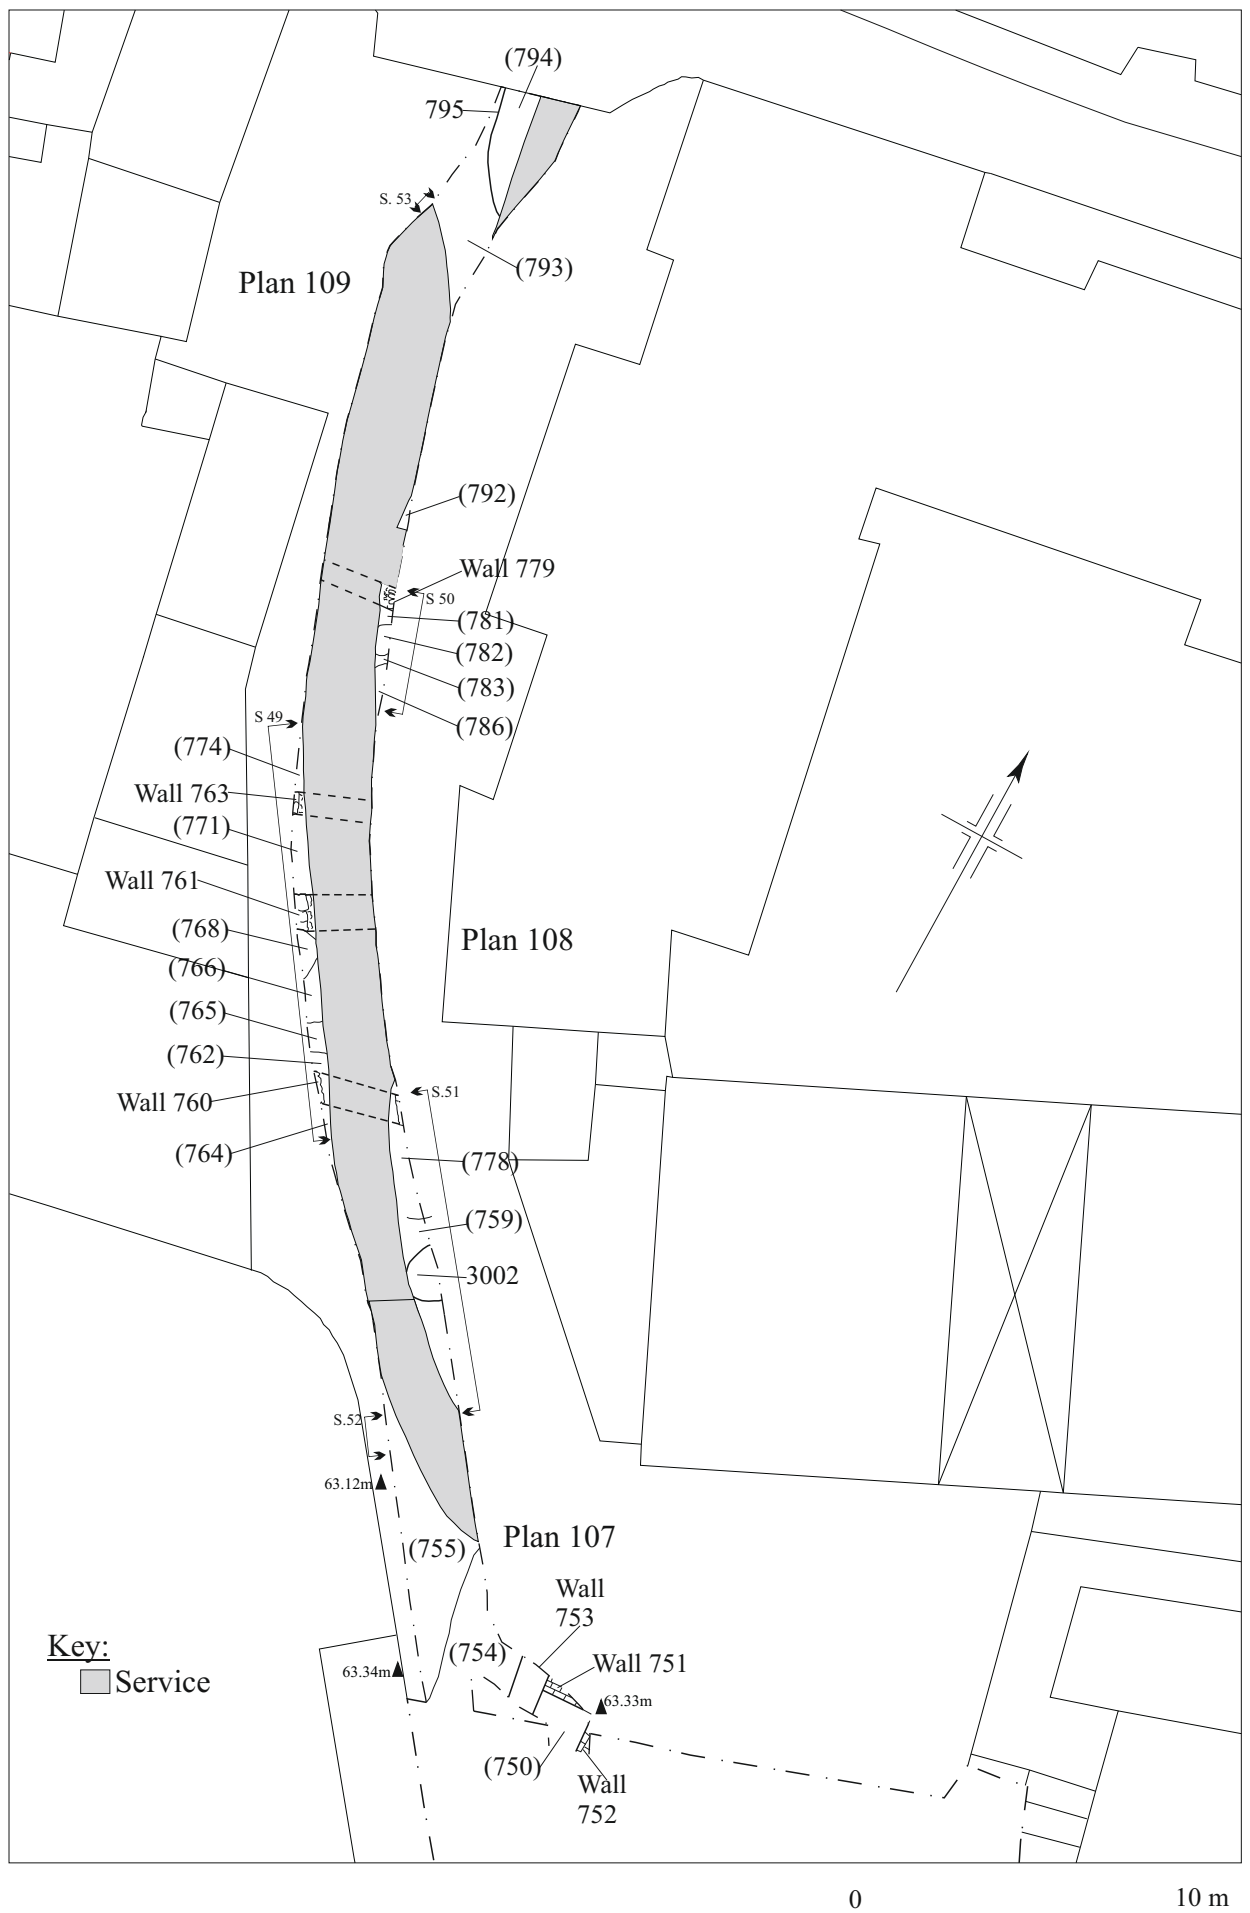 (794)
795
S. 53
(793)
Plan 109
(792)
Wall 779
S 50
(781)
(782)
(783)
(786)
S 49
(774)
Wall 763
(771)
Wall 761
(768)
Plan 108
(766)
(765)
(762)
Wall 760
S.51
(764)
(778)
(759)
3002
S.52
63.12m
(755)
Plan 107
Wall
753
Key:
Service
(754)
Wall 751
63.34m
63.33m
(750)
Wall
752
0
10 m